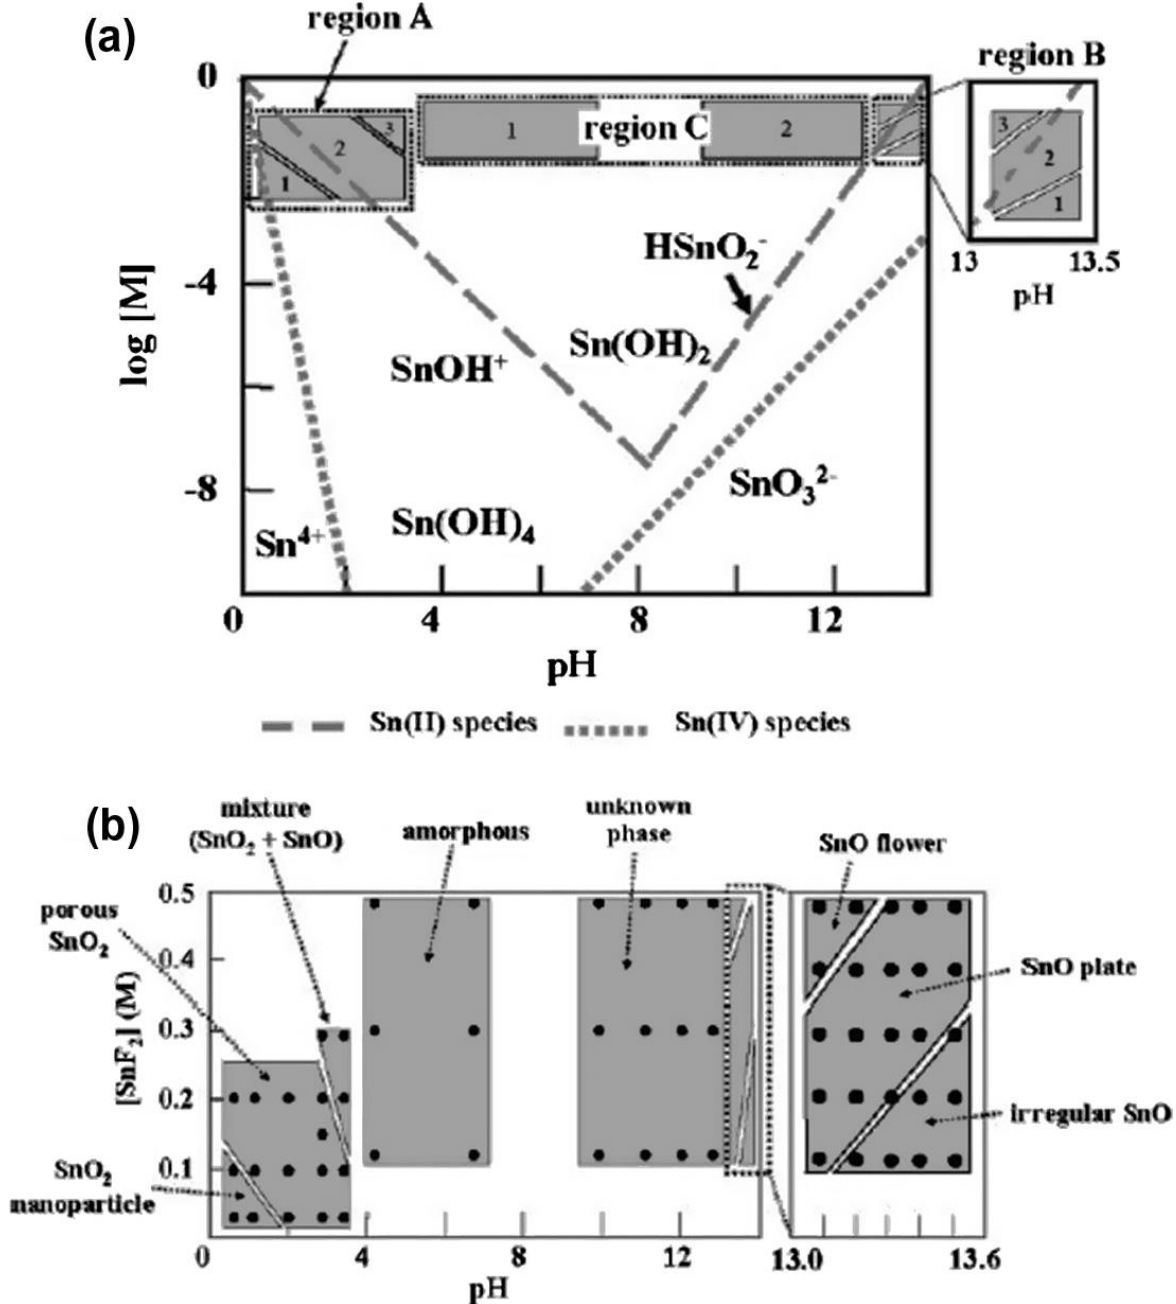 (a)
region A
region B
0
-4
-8
log [M]
1
2
3
1
region C
2
3
2
1
13
13.5
pH
HSnO₂⁻
Sn(OH)₂
SnOH⁺
SnO₃²⁻
Sn(OH)₄
Sn⁴⁺
0
4
8
12
pH
Sn(II) species
Sn(IV) species
(b)
mixture
(SnO₂ + SnO)
amorphous
unknown
phase
SnO flower
porous
SnO₂
SnO plate
irregular SnO
SnO₂
nanoparticle
[SnF₂] (M)
0.5
0.4
0.3
0.2
0.1
0
4
8
12
pH
13.0
13.6